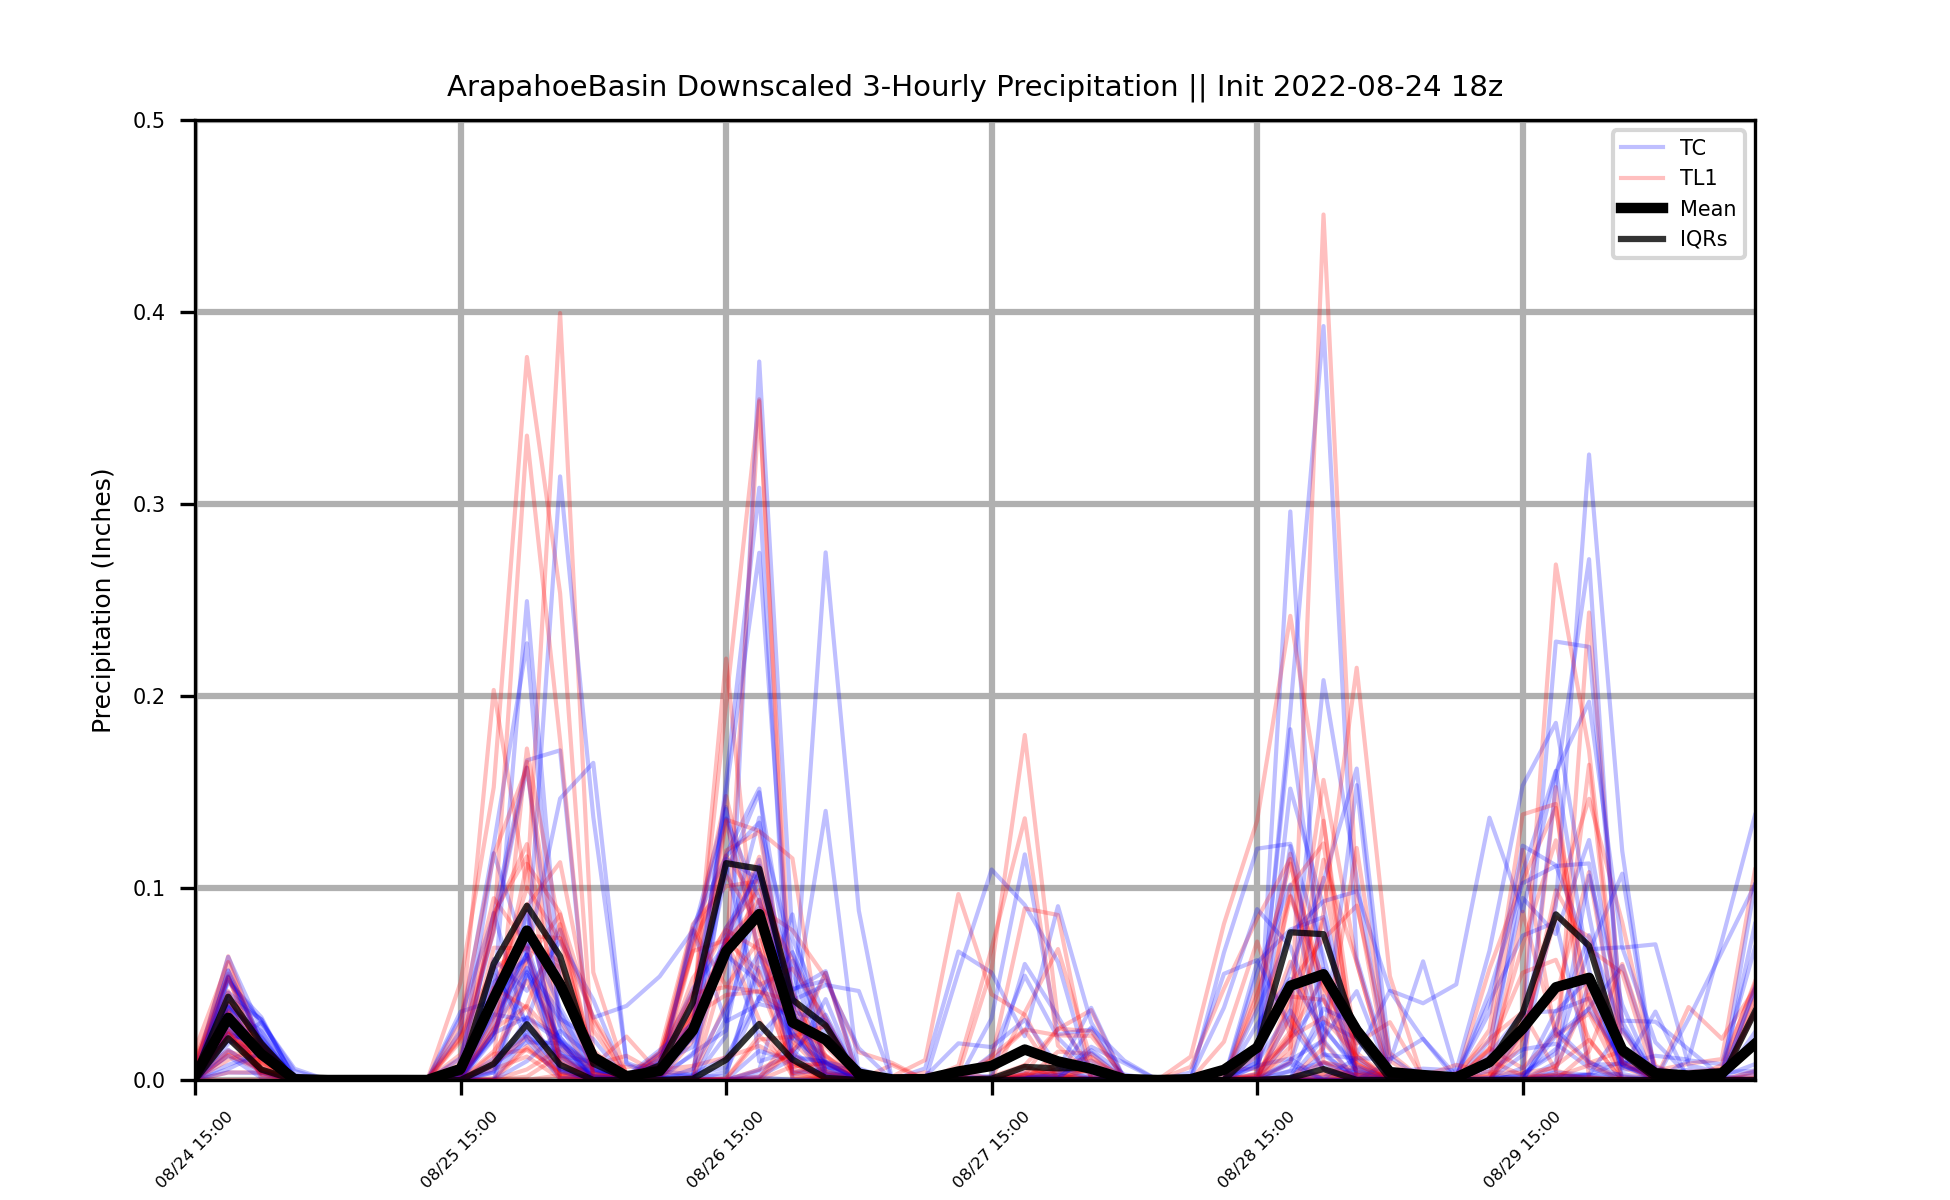 ArapahoeBasin Downscaled 3-Hourly Precipitation || Init 2022-08-24 18z
Precipitation (Inches)
0.5
0.4
0.3
0.2
0.1
0.0
TC
TL1
Mean
IQRs
08/24 15:00
08/25 15:00
08/26 15:00
08/27 15:00
08/28 15:00
08/29 15:00